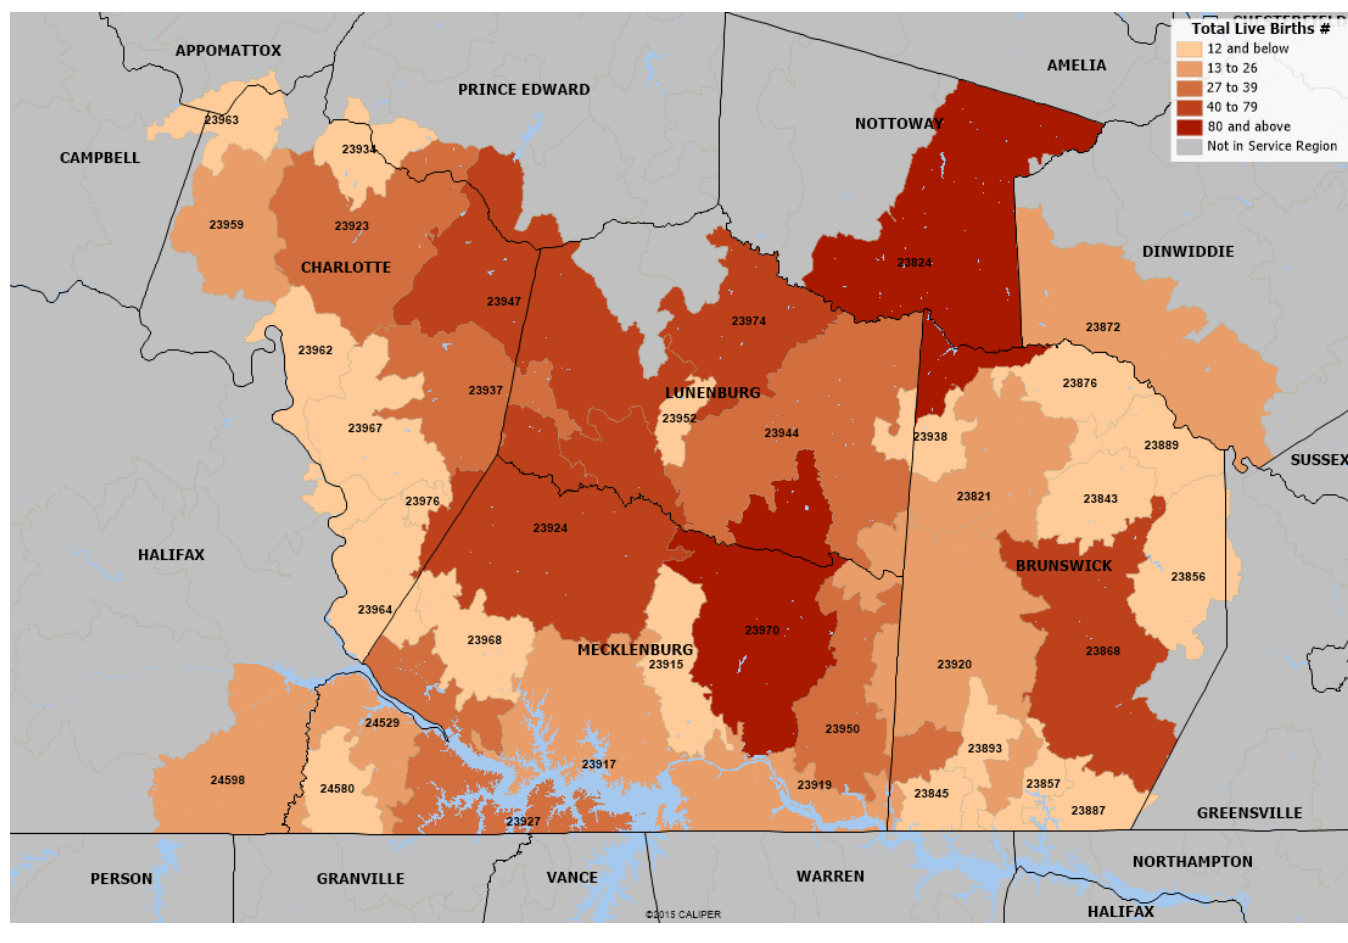 CHESTERFIELD
Total Live Births #
12 and below
13 to 26
27 to 39
40 to 79
80 and above
Not in Service Region
APPOMATTOX
AMELIA
PRINCE EDWARD
23963
NOTTOWAY
23934
CAMPBELL
23959
23923
DINWIDDIE
CHARLOTTE
23824
23947
23974
23872
23962
23876
23937
LUNENBURG
23952
23967
23944
23938
23889
SUSSEX
23976
23821
23843
23924
HALIFAX
BRUNSWICK
23856
23964
23970
23968
MECKLENBURG
23868
23915
23920
24529
23950
23893
23917
24598
24580
23919
23857
23845
23887
GREENSVILLE
23927
NORTHAMPTON
PERSON
GRANVILLE
VANCE
WARREN
HALIFAX
©2015 CALIPER